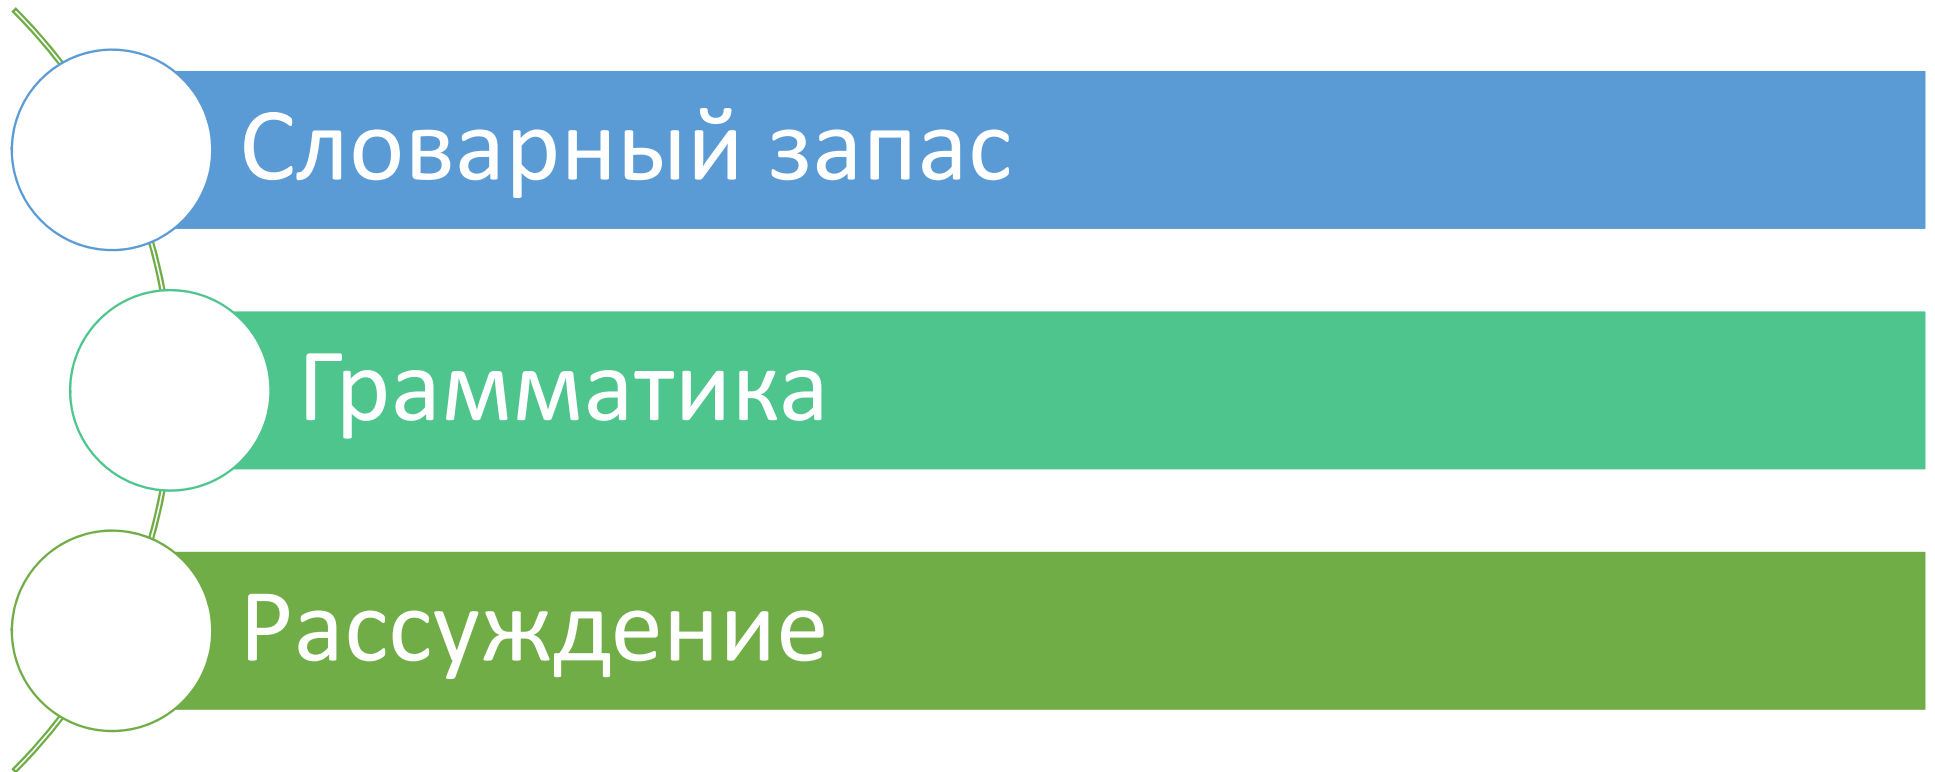 Словарный запас
Грамматика
Рассуждение